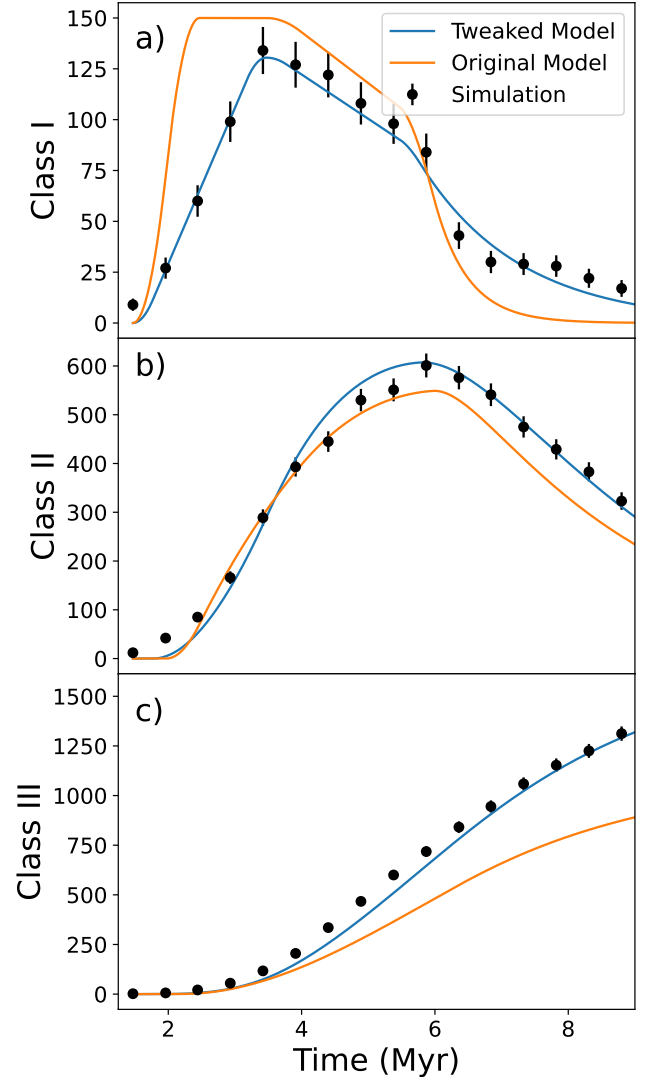 a)
Tweaked Model
Original Model
Simulation
Class I
150
125
100
75
50
25
0
b)
Class II
600
500
400
300
200
100
0
c)
Class III
1500
1250
1000
750
500
250
0
2 4 6 8
Time (Myr)